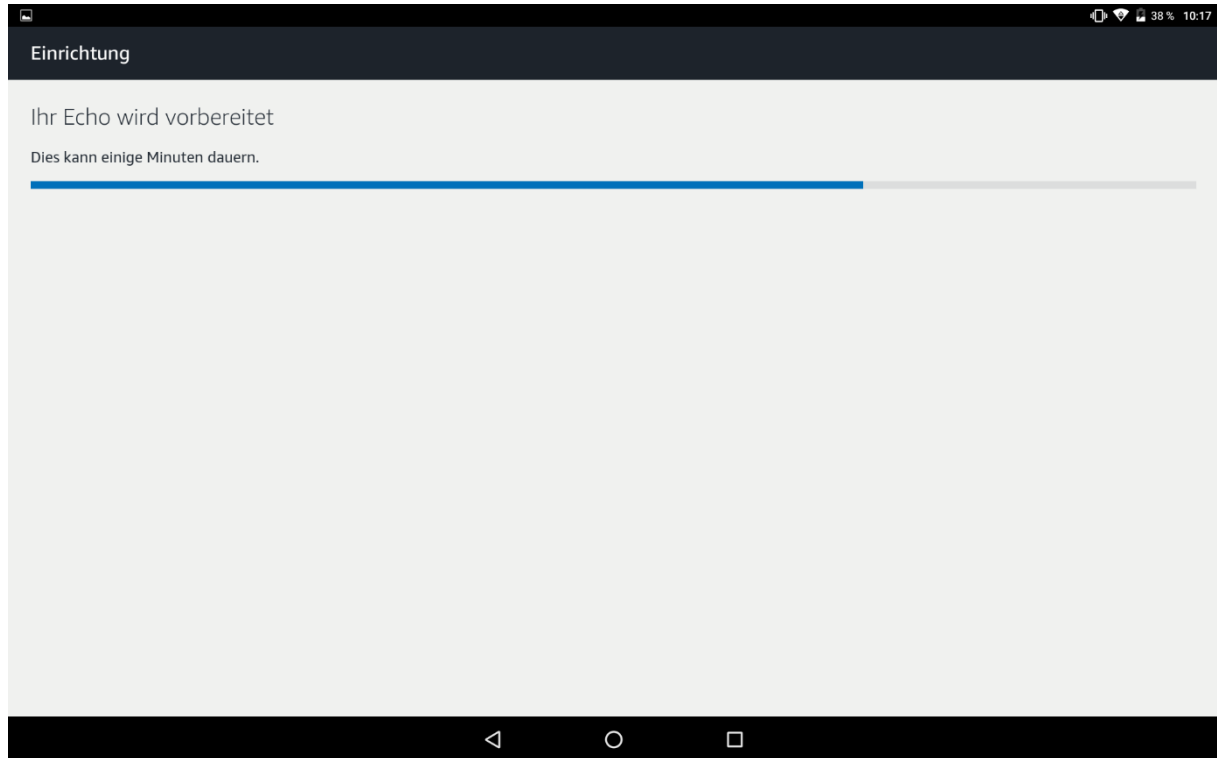 38 % 10:17
Einrichtung
Ihr Echo wird vorbereitet
Dies kann einige Minuten dauern.